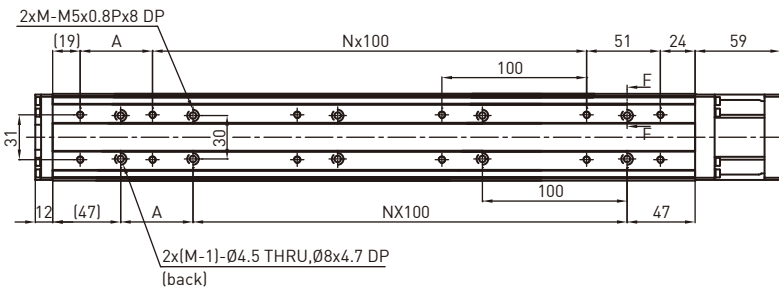 2xM-M5x0.8Px8 DP
(19)
A
Nx100
51
24
59
100
F
31
30
F
100
12
(47)
A
NX100
47
2x(M-1)-Ø4.5 THRU,Ø8x4.7 DP
(back)